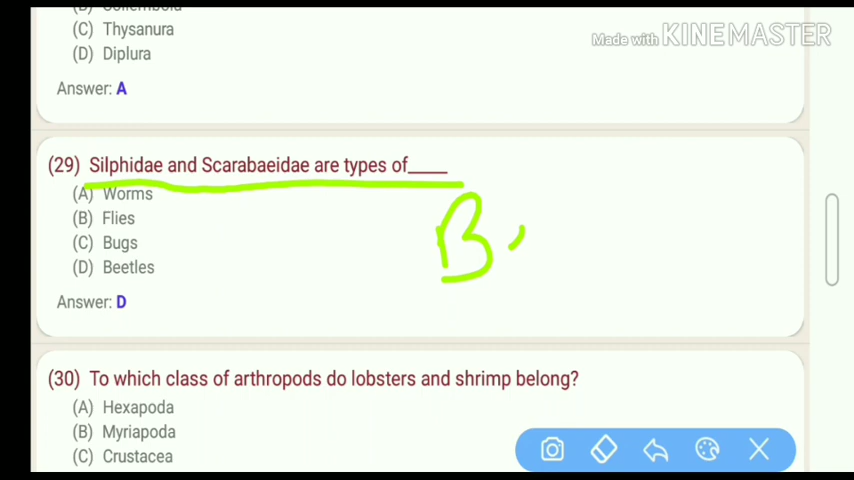 (C) Thysanura
(D) Diplura
Answer: A
Made with KINEMASTER
(29) Silphidae and Scarabaeidae are types of____
(A) Worms
(B) Flies
(C) Bugs
(D) Beetles
Answer: D
B
(30) To which class of arthropods do lobsters and shrimp belong?
(A) Hexapoda
(B) Myriapoda
(C) Crustacea